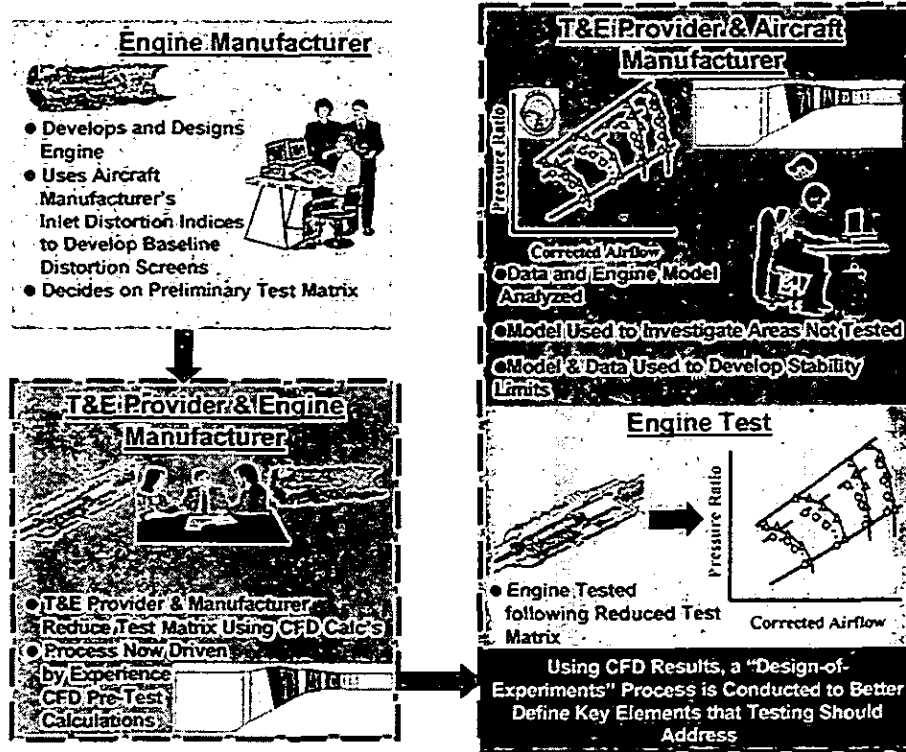 Engine Manufacturer
● Develops and Designs
Engine
● Uses Aircraft
Manufacturer's
Inlet Distortion Indices
to Develop Baseline
Distortion Screens
● Decides on Preliminary Test Matrix
T&E Provider & Engine
Manufacturer
● T&E Provider & Manufacturer
Reduce Test Matrix Using CFD Calc's
● Process Now Driven
by Experience
CFD Pre-Test
Calculations
T&E Provider & Aircraft
Manufacturer
Pressure Ratio
Corrected Airflow
●Data and Engine Model
Analyzed
●Model Used to Investigate Areas Not Tested
●Model & Data Used to Develop Stability
Limits
Engine Test
Pressure Ratio
Corrected Airflow
● Engine Tested
following Reduced Test
Matrix
Using CFD Results, a “Design-of-
Experiments” Process is Conducted to Better
Define Key Elements that Testing Should
Address